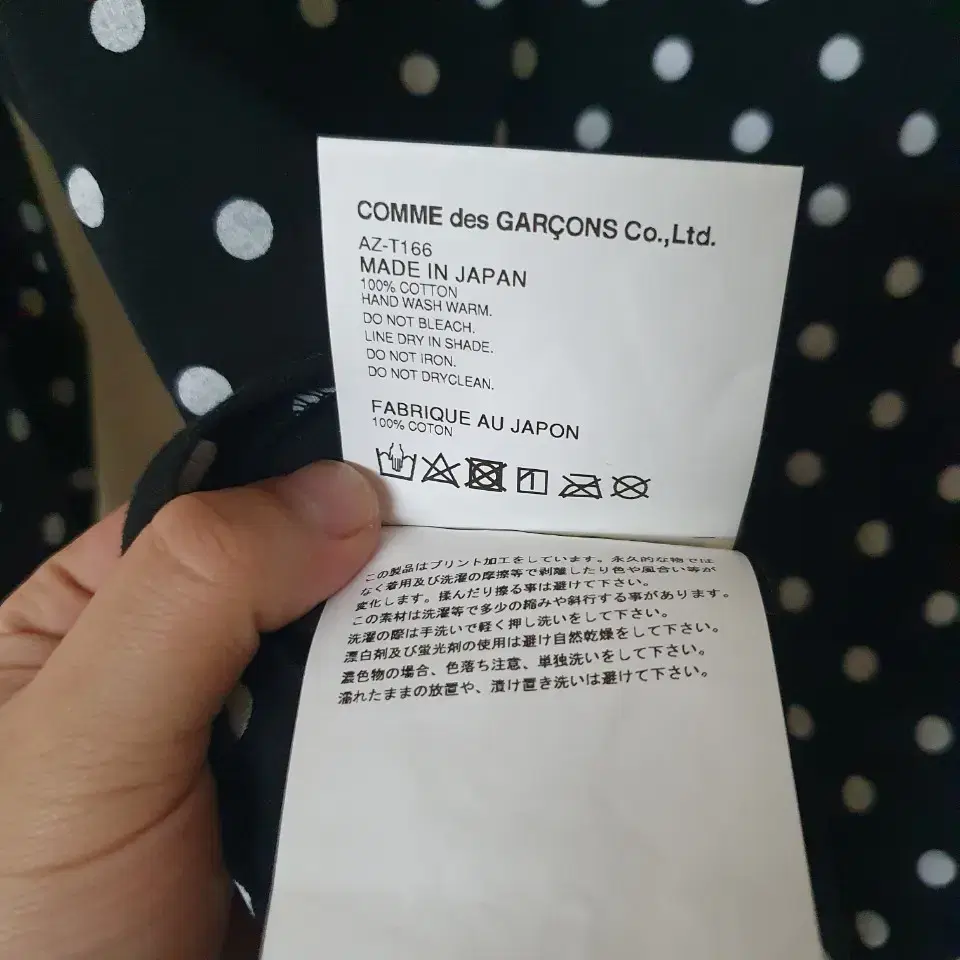 COMME des GARÇONS Co.,Ltd.
AZ-T166
MADE IN JAPAN
100% COTTON
HAND WASH WARM.
DO NOT BLEACH.
LINE DRY IN SHADE.
DO NOT IRON.
DO NOT DRYCLEAN.
FABRIQUE AU JAPON
100% COTON
この製品はプリント加工をしています。永久的な物では
なく着用及び洗濯の摩擦等で剥離したり色や風合い等が
変化します。揉んだり擦る事は避けて下さい。
この素材は洗濯等で多少の縮みや斜行する事があります。
洗濯の際は手洗いで軽く押し洗いをして下さい。
漂白剤及び蛍光剤の使用は避け自然乾燥をして下さい。
濃色物の場合、色落ち注意、単独洗いをして下さい。
濡れたままの放置や、漬け置き洗いは避けて下さい。